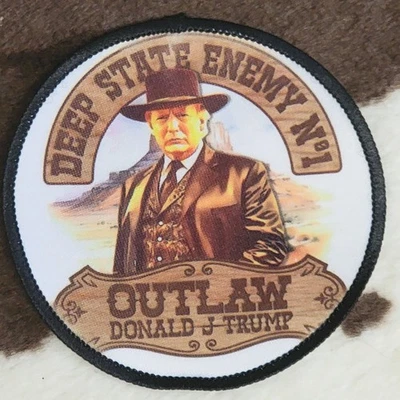 DEEP STATE ENEMY Nº1
OUTLAW
DONALD J TRUMP